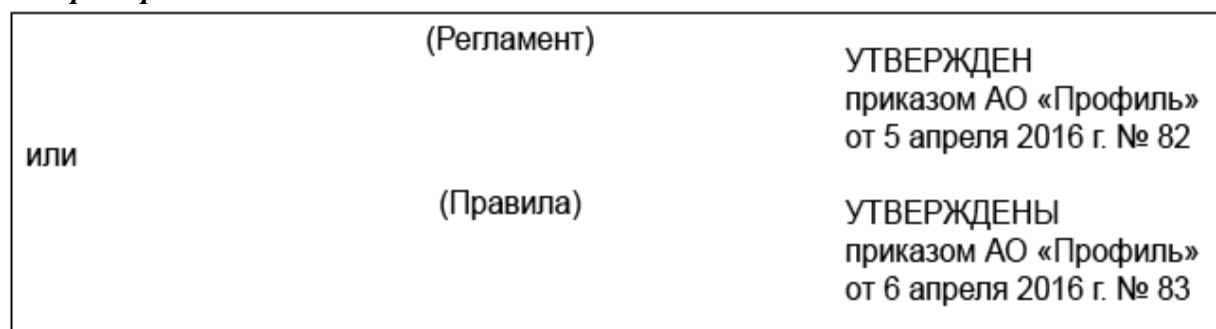 (Регламент)
УТВЕРЖДЕН
приказом АО «Профиль»
от 5 апреля 2016 г. № 82
или
(Правила)
УТВЕРЖДЕНЫ
приказом АО «Профиль»
от 6 апреля 2016 г. № 83